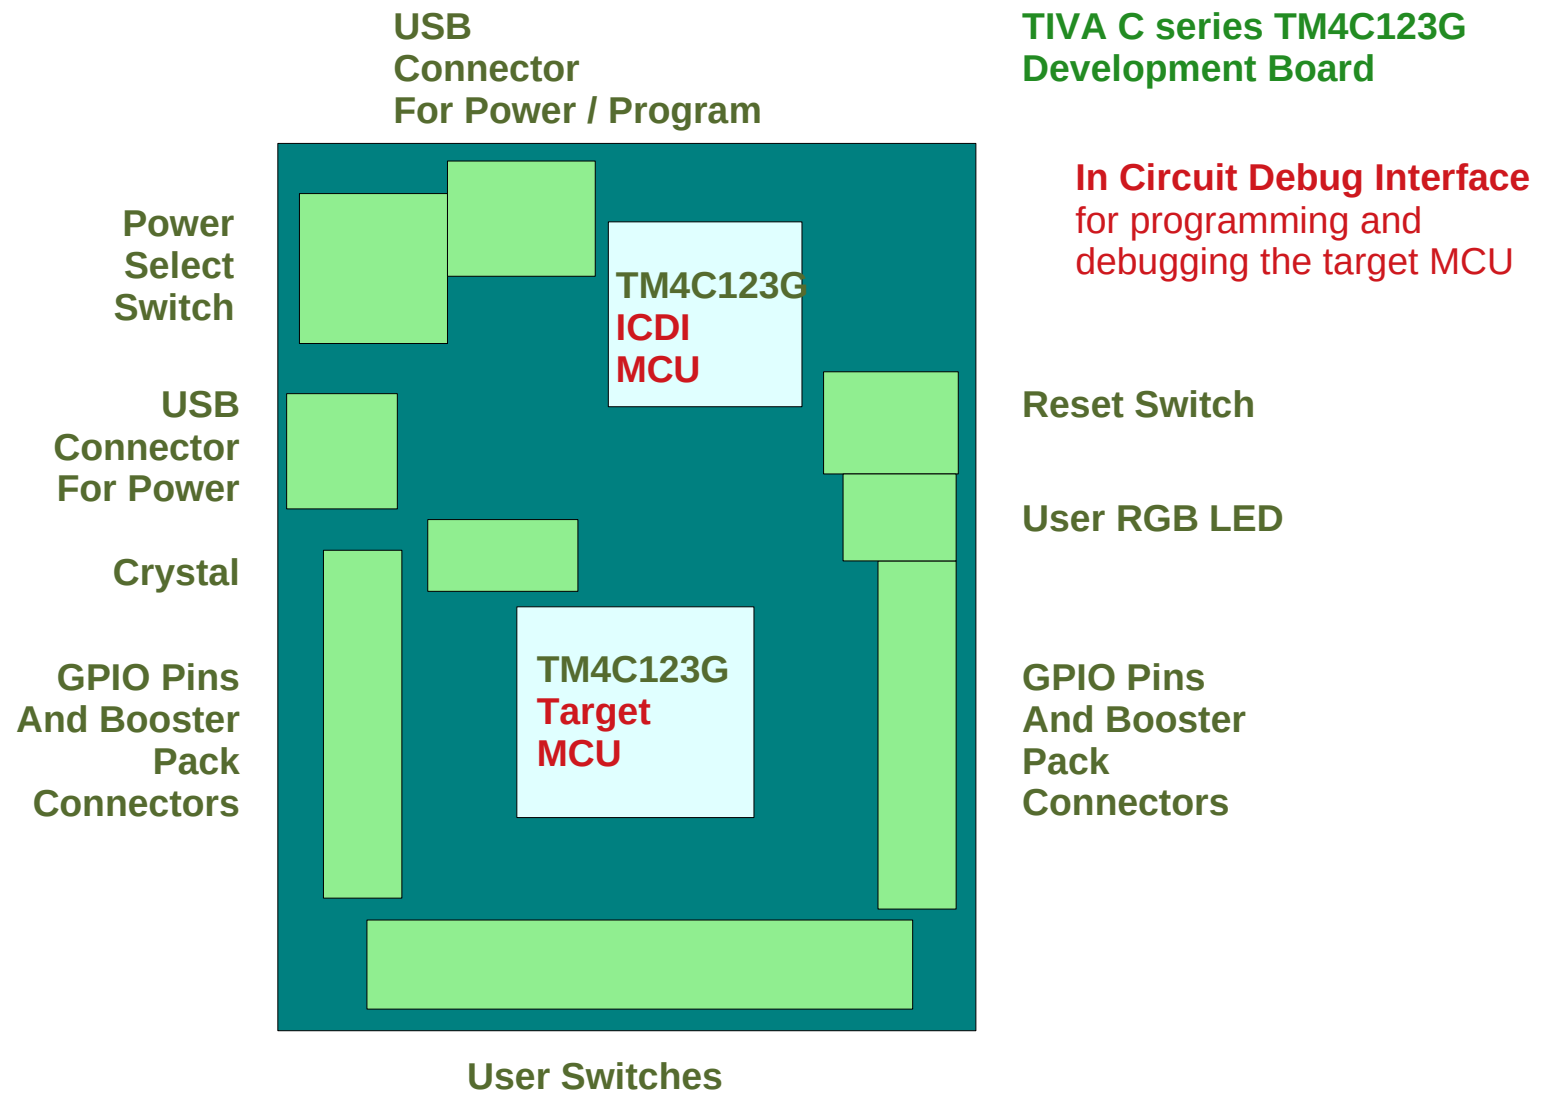 USB
Connector
For Power / Program
TIVA C series TM4C123G
Development Board
In Circuit Debug Interface
for programming and
debugging the target MCU
Power
Select
Switch
TM4C123G
ICDI
MCU
USB
Connector
For Power
Reset Switch
User RGB LED
Crystal
GPIO Pins
And Booster
Pack
Connectors
TM4C123G
Target
MCU
GPIO Pins
And Booster
Pack
Connectors
User Switches